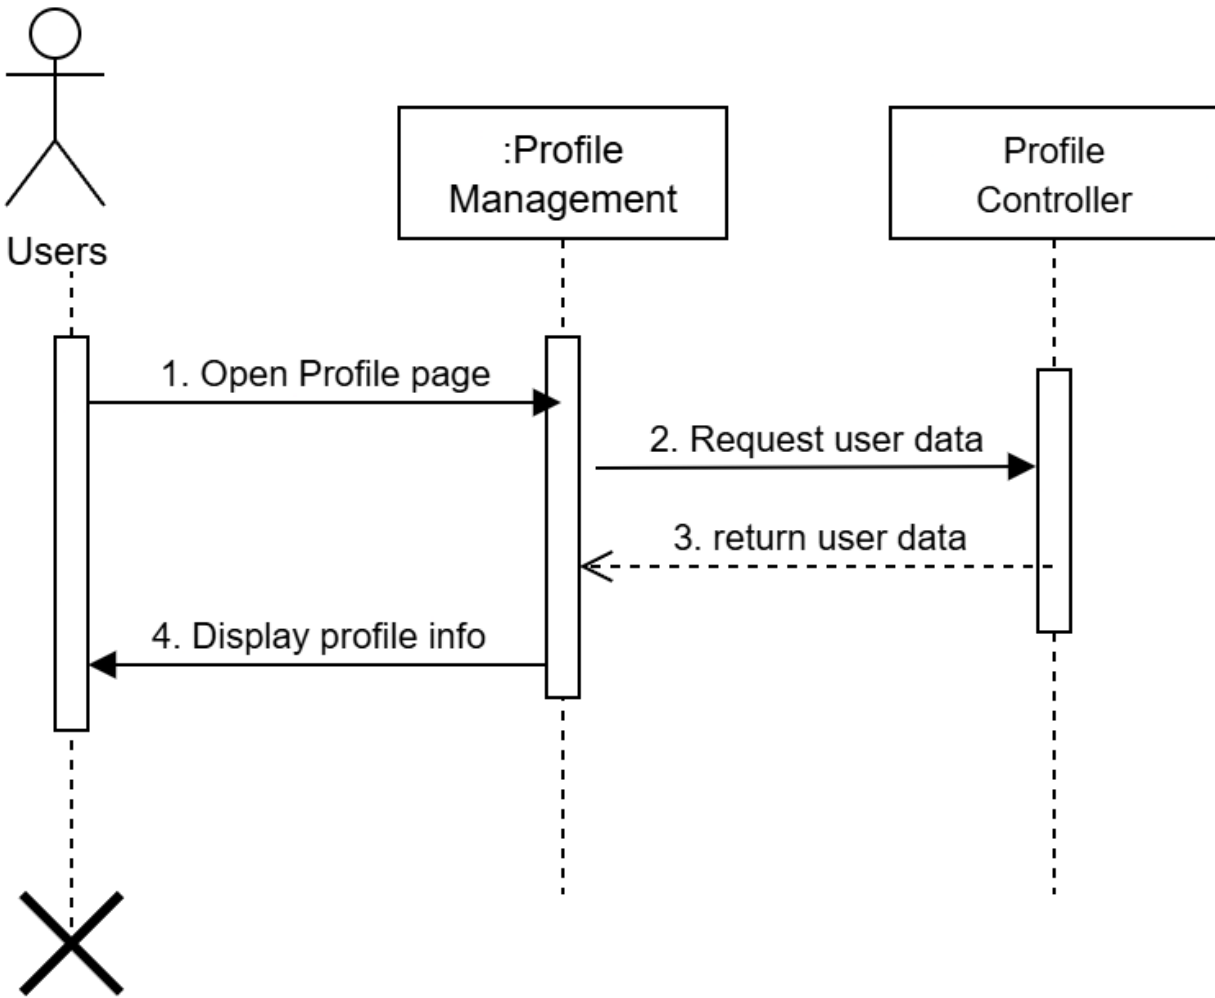 :Profile
Management
Profile
Controller
Users
1. Open Profile page
2. Request user data
3. return user data
4. Display profile info